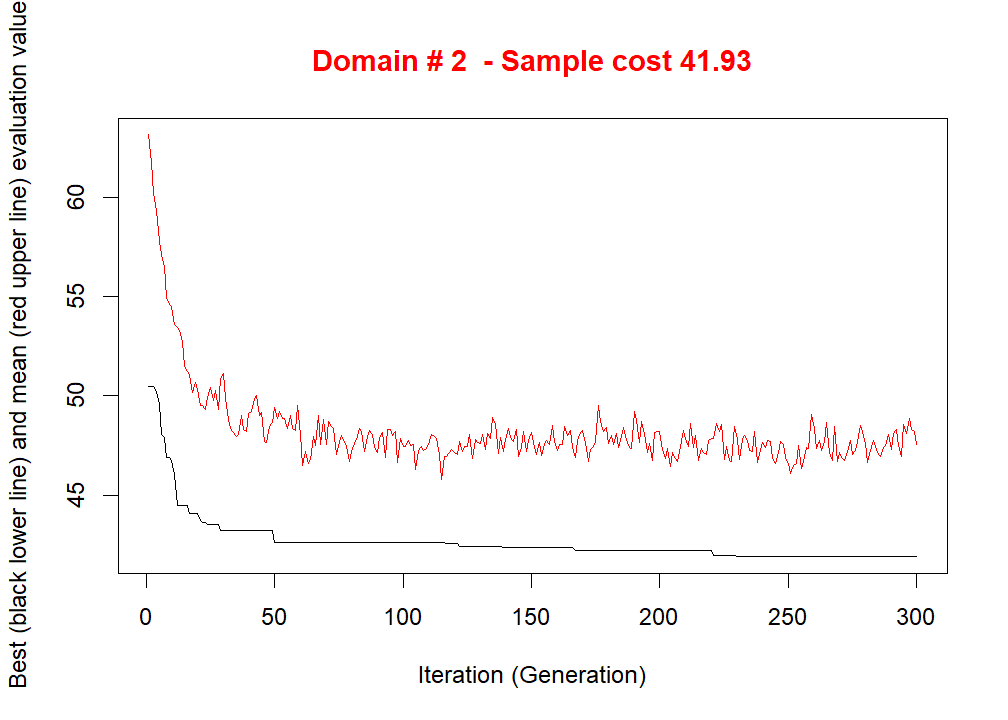 Domain # 2  - Sample cost 41.93
Best (black lower line) and mean (red upper line) evaluation value
60
55
50
45
0 50 100 150 200 250 300
Iteration (Generation)